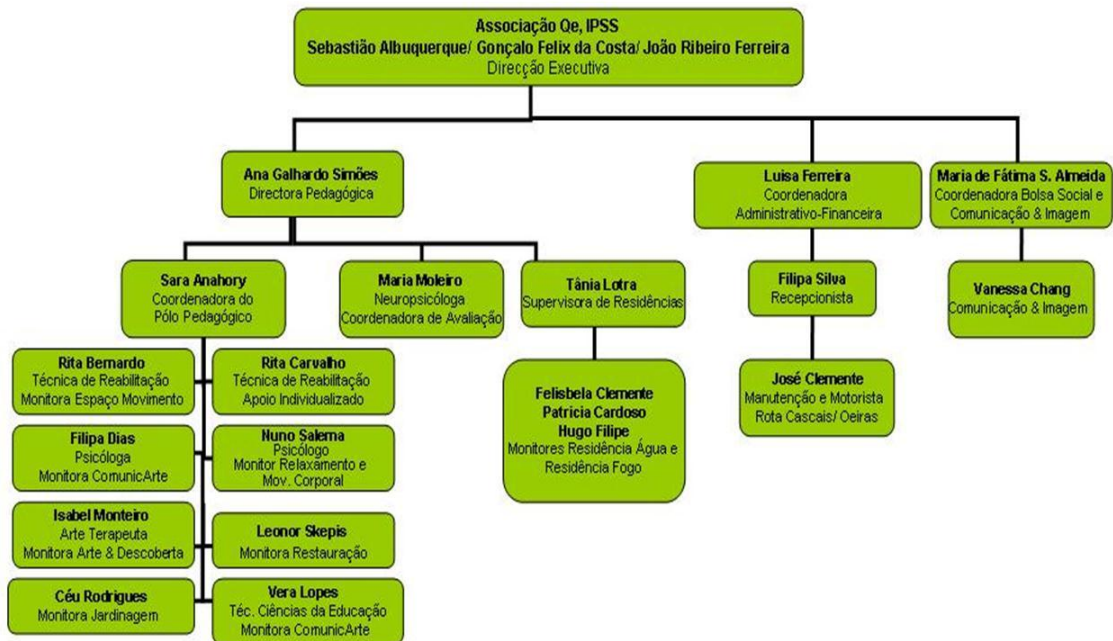 Associação Qe, IPSS
Sebastião Albuquerque/ Gonçalo Felix da Costa/ João Ribeiro Ferreira
Direcção Executiva
Ana Galhardo Simões
Directora Pedagógica
Luisa Ferreira
Coordenadora
Administrativo-Financeira
Maria de Fátima S. Almeida
Coordenadora Bolsa Social e
Comunicação & Imagem
Sara Anahory
Coordenadora do
Pólo Pedagógico
Maria Moleiro
Neuropsicóloga
Coordenadora de Avaliação
Tânia Lotra
Supervisora de Residências
Filipa Silva
Recepcionista
Vanessa Chang
Comunicação & Imagem
Rita Bernardo
Técnica de Reabilitação
Monitora Espaço Movimento
Rita Carvalho
Técnica de Reabilitação
Apoio Individualizado
Felisbela Clemente
Patricia Cardoso
Hugo Filipe
Monitores Residência Água e
Residência Fogo
José Clemente
Manutenção e Motorista
Rota Cascais/ Oeiras
Filipa Dias
Psicóloga
Monitora ComunicArte
Nuno Salema
Psicólogo
Monitor Relaxamento e
Mov. Corporal
Isabel Monteiro
Arte Terapeuta
Monitora Arte & Descoberta
Leonor Skepis
Monitora Restauração
Céu Rodrigues
Monitora Jardinagem
Vera Lopes
Téc. Ciências da Educação
Monitora ComunicArte